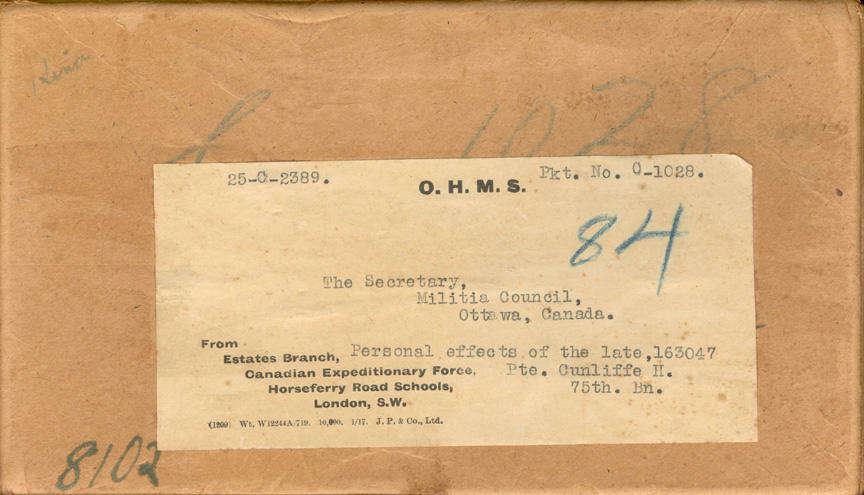 1028
25-C-2389.
O. H. M. S.
Pkt. No. C-1028.
84
The Secretary,
Militia Council,
Ottawa, Canada.
From
Estates Branch,
Canadian Expeditionary Force,
Horseferry Road Schools,
London, S.W.
Personal effects of the late,163047
Pte. Cunliffe H.
75th. Bn.
(1209) Wt. W12244A/719. 10,000. 1/17. J. P. & Co., Ltd.
8102